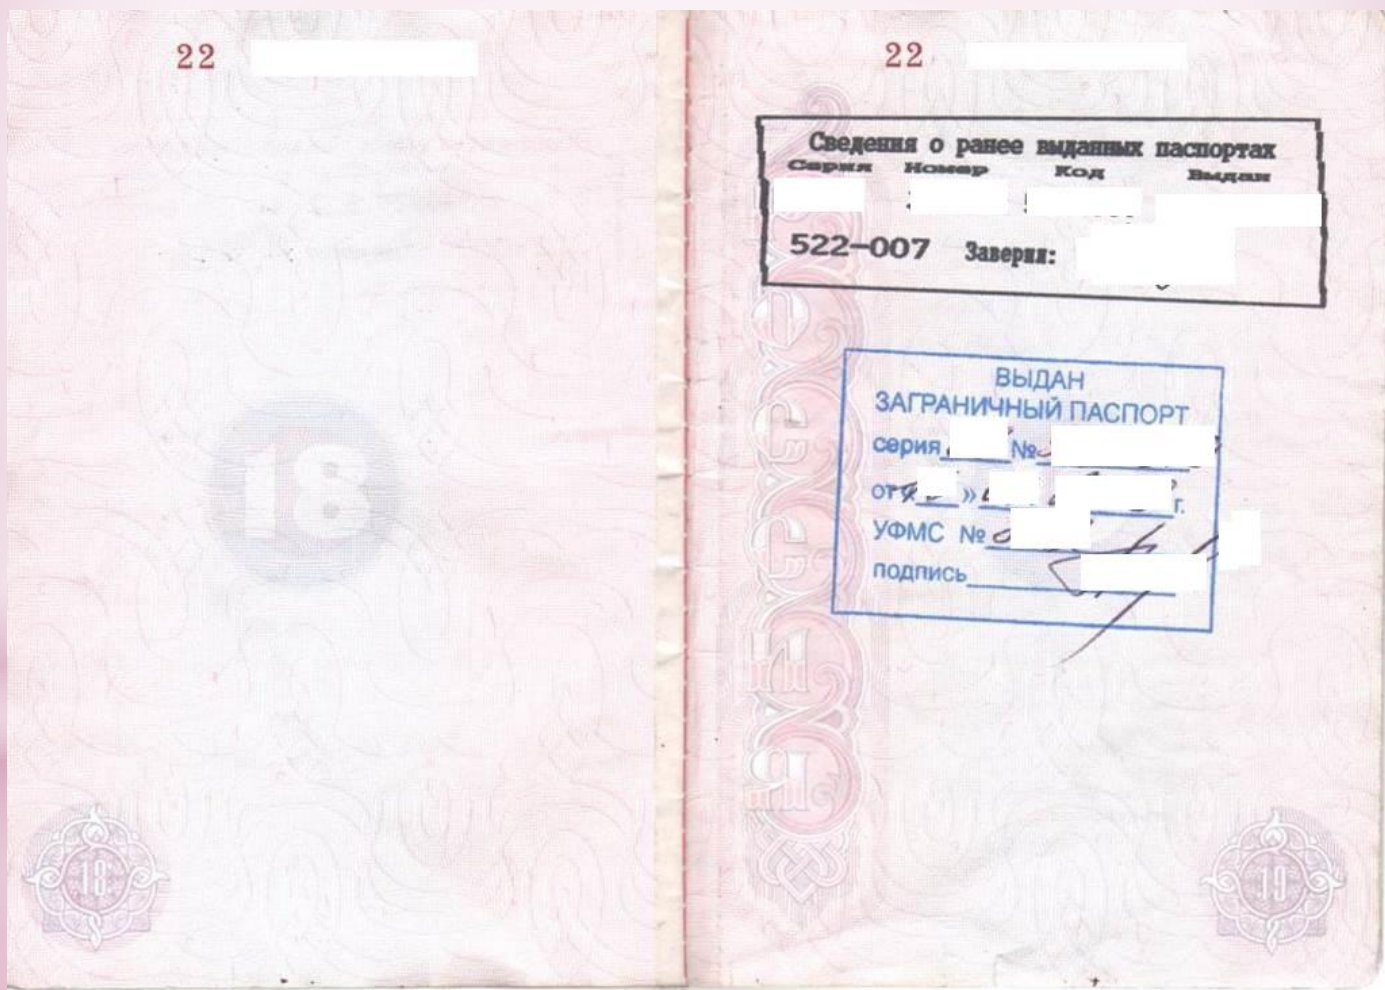 22
18
18
22
Сведения о ранее выданных паспортах
Серия Номер Код Выдан
522-007 Заверил:
ВЫДАН
ЗАГРАНИЧНЫЙ ПАСПОРТ
серия №
от « » г.
УФМС №
подпись
19